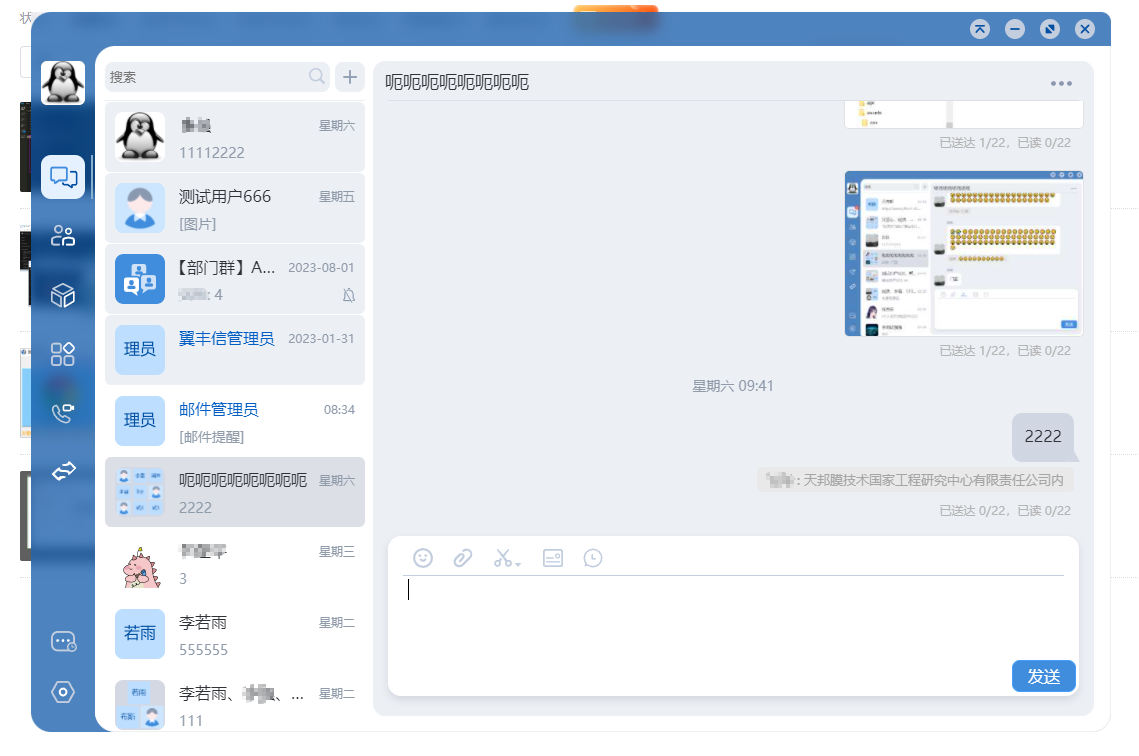 状
搜索
星期六
11112222
测试用户666
星期五
[图片]
【部门群】A...
2023-08-01
: 4
理员
翼丰信管理员
2023-01-31
理员
邮件管理员
08:34
[邮件提醒]
呃呃呃呃呃呃呃呃
星期六
2222
星期三
3
若雨
李若雨
星期二
555555
若雨
李若雨、
、...
星期二
111
呃呃呃呃呃呃呃呃
已送达 1/22，已读 0/22
已送达 1/22，已读 0/22
星期六 09:41
2222
: 天邦膜技术国家工程研究中心有限责任公司内
已送达 0/22，已读 0/22
发送